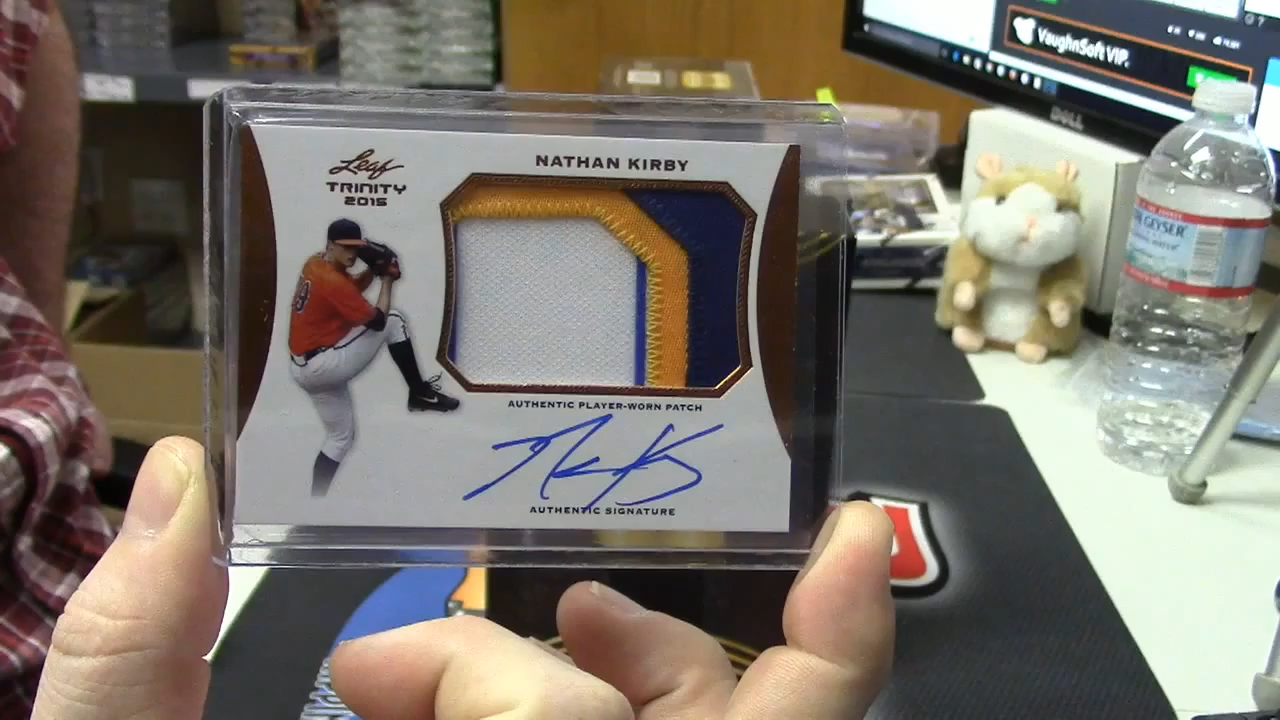 Leaf
TRINITY
2015
NATHAN KIRBY
AUTHENTIC PLAYER-WORN PATCH
AUTHENTIC SIGNATURE
VaughnSoft VIP.
DELL
GEYSER